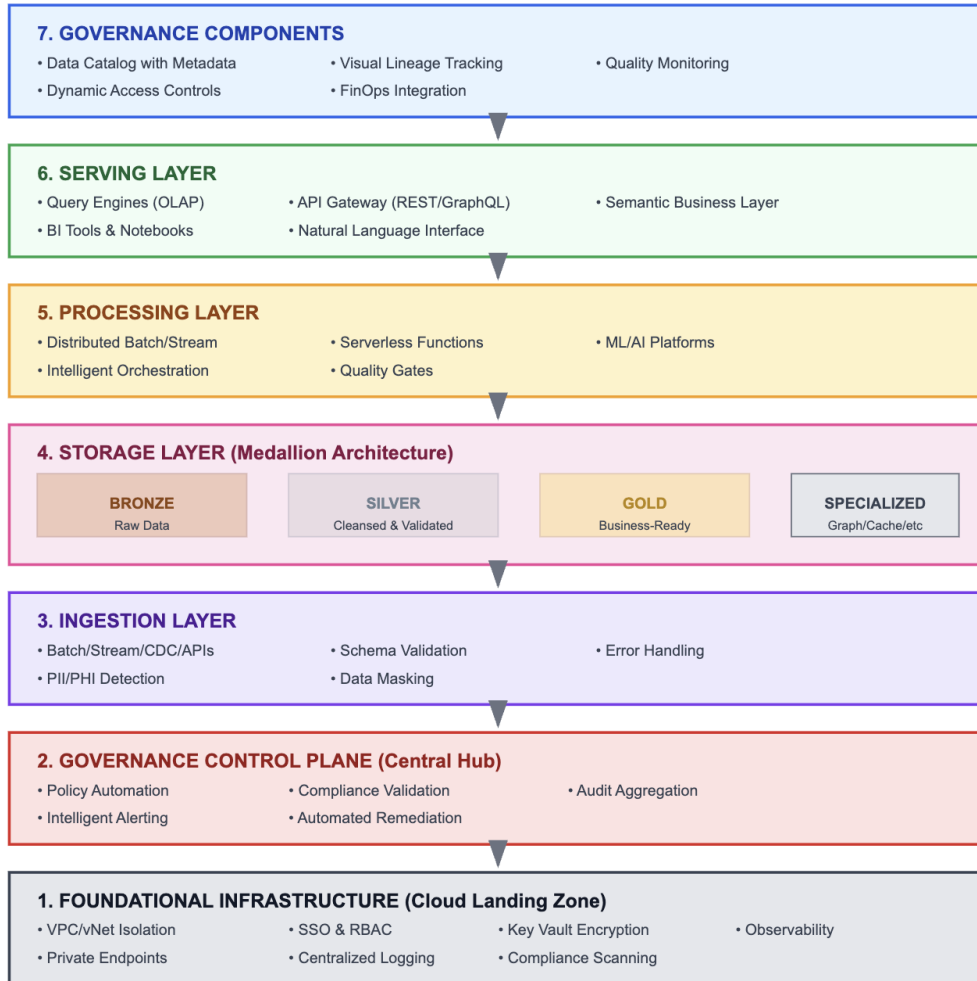 7. GOVERNANCE COMPONENTS
• Data Catalog with Metadata • Visual Lineage Tracking • Quality Monitoring
• Dynamic Access Controls • FinOps Integration
6. SERVING LAYER
• Query Engines (OLAP) • API Gateway (REST/GraphQL) • Semantic Business Layer
• BI Tools & Notebooks • Natural Language Interface
5. PROCESSING LAYER
• Distributed Batch/Stream • Serverless Functions • ML/AI Platforms
• Intelligent Orchestration • Quality Gates
4. STORAGE LAYER (Medallion Architecture)
BRONZE SILVER GOLD SPECIALIZED
Raw Data Cleansed & Validated Business-Ready Graph/Cache/etc
3. INGESTION LAYER
• Batch/Stream/CDC/APIs • Schema Validation • Error Handling
• PII/PHI Detection • Data Masking
2. GOVERNANCE CONTROL PLANE (Central Hub)
• Policy Automation • Compliance Validation • Audit Aggregation
• Intelligent Alerting • Automated Remediation
1. FOUNDATIONAL INFRASTRUCTURE (Cloud Landing Zone)
• VPC/vNet Isolation • SSO & RBAC • Key Vault Encryption • Observability
• Private Endpoints • Centralized Logging • Compliance Scanning